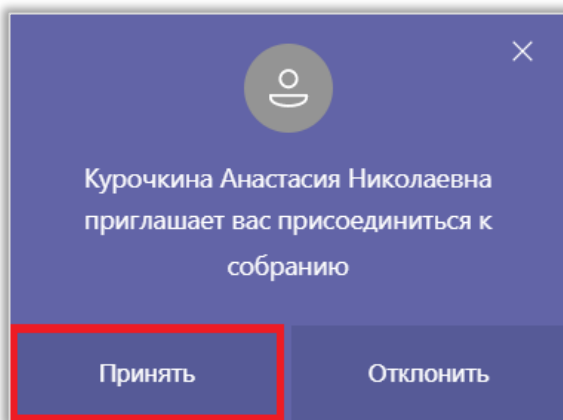 Курочкина Анастасия Николаевна
приглашает вас присоединиться к
собранию
Принять
Отклонить